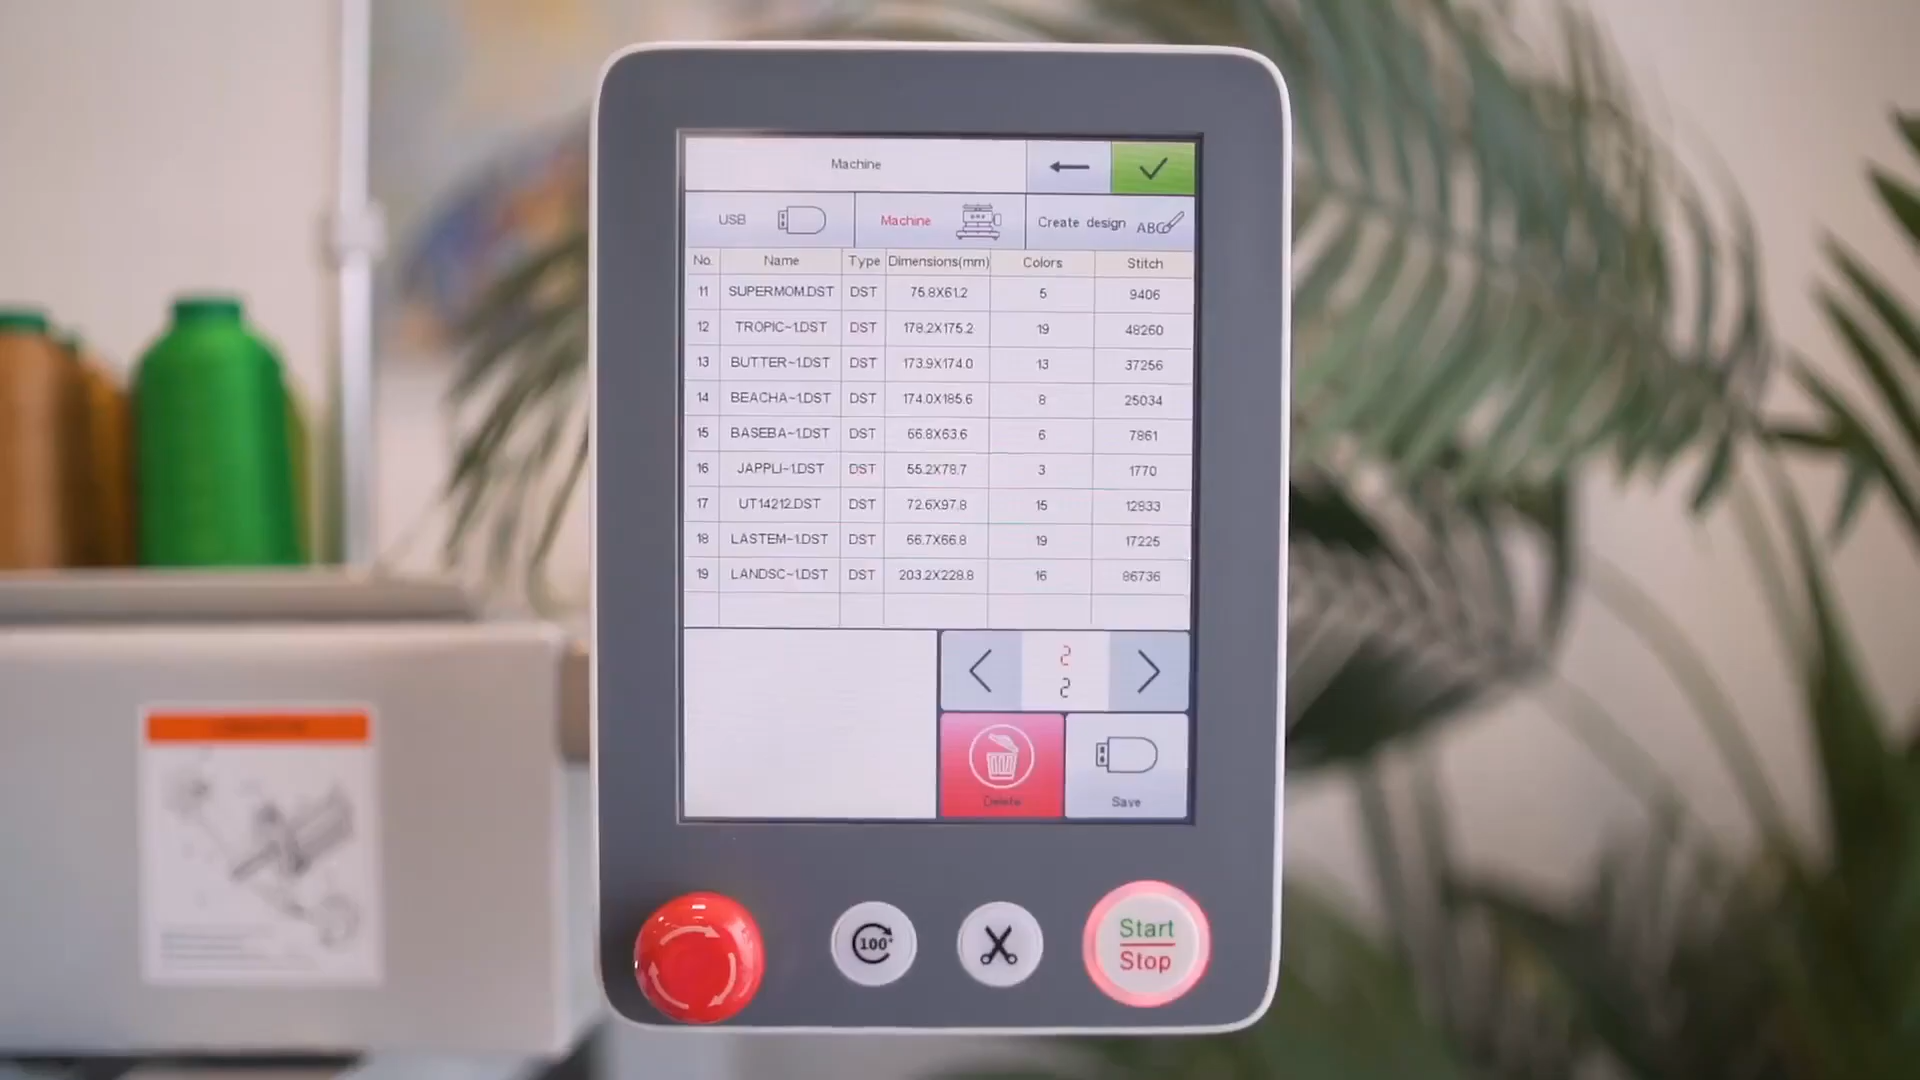 Machine
USB Machine Create design ABC
No. Name Type Dimensions(mm) Colors Stitch
11 SUPERMOM.DST DST 75.8X61.2 5 9406
12 TROPIC~1.DST DST 178.2X175.2 19 48260
13 BUTTER~1.DST DST 173.9X174.0 13 37256
14 BEACHA~1.DST DST 174.0X185.6 8 25034
15 BASEBA~1.DST DST 66.8X63.6 6 7861
16 JAPPLI~1.DST DST 55.2X78.7 3 1770
17 UT14212.DST DST 72.6X97.8 15 12933
18 LASTEM~1.DST DST 66.7X66.8 19 17225
19 LANDSC~1.DST DST 203.2X228.8 16 86736
2
2
Delete Save
100°
Start
Stop